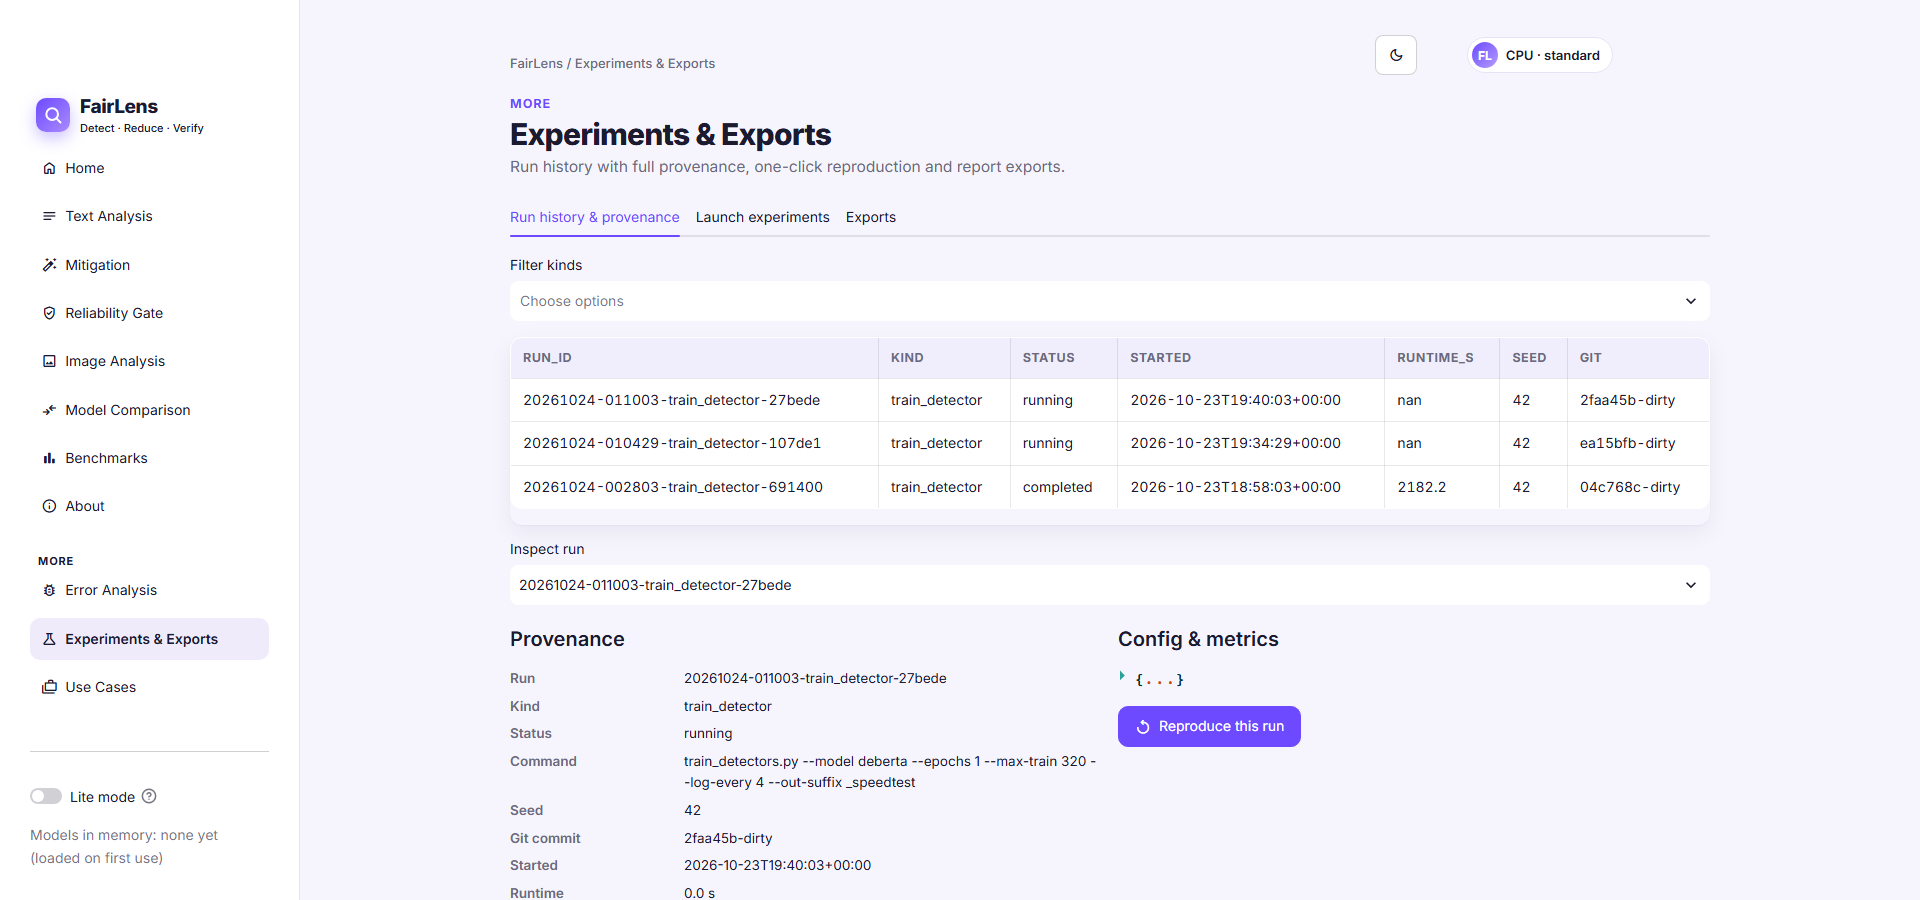 FairLens
Detect · Reduce · Verify
Home
Text Analysis
Mitigation
Reliability Gate
Image Analysis
Model Comparison
Benchmarks
About
MORE
Error Analysis
Experiments & Exports
Use Cases
Lite mode
Models in memory: none yet
(loaded on first use)
FairLens / Experiments & Exports
FL CPU · standard
MORE
Experiments & Exports
Run history with full provenance, one-click reproduction and report exports.
Run history & provenance Launch experiments Exports
Filter kinds
Choose options
RUN_ID KIND STATUS STARTED RUNTIME_S SEED GIT
20261024-011003-train_detector-27bede train_detector running 2026-10-23T19:40:03+00:00 nan 42 2faa45b-dirty
20261024-010429-train_detector-107de1 train_detector running 2026-10-23T19:34:29+00:00 nan 42 ea15bfb-dirty
20261024-002803-train_detector-691400 train_detector completed 2026-10-23T18:58:03+00:00 2182.2 42 04c768c-dirty
Inspect run
20261024-011003-train_detector-27bede
Provenance
Run 20261024-011003-train_detector-27bede
Kind train_detector
Status running
Command train_detectors.py --model deberta --epochs 1 --max-train 320 -
-log-every 4 --out-suffix _speedtest
Seed 42
Git commit 2faa45b-dirty
Started 2026-10-23T19:40:03+00:00
Runtime 0.0 s
Config & metrics
{...}
Reproduce this run